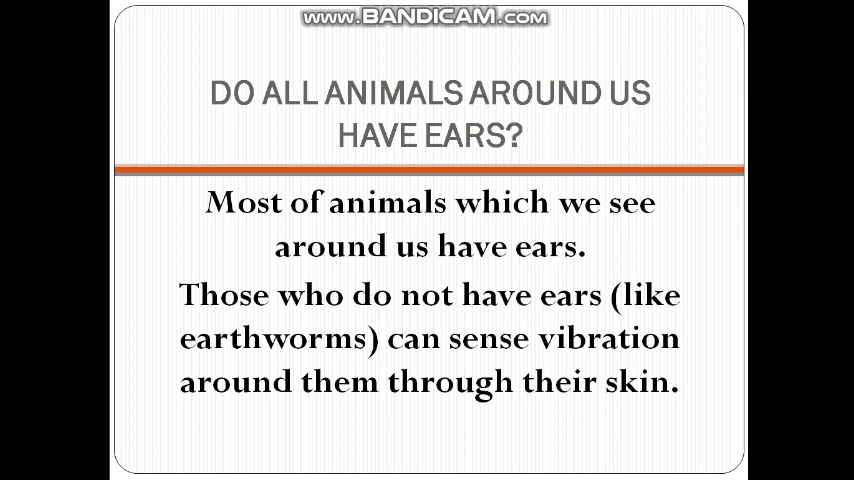 www.BANDICAM.com
DO ALL ANIMALS AROUND US
HAVE EARS?
Most of animals which we see
around us have ears.
Those who do not have ears (like
earthworms) can sense vibration
around them through their skin.